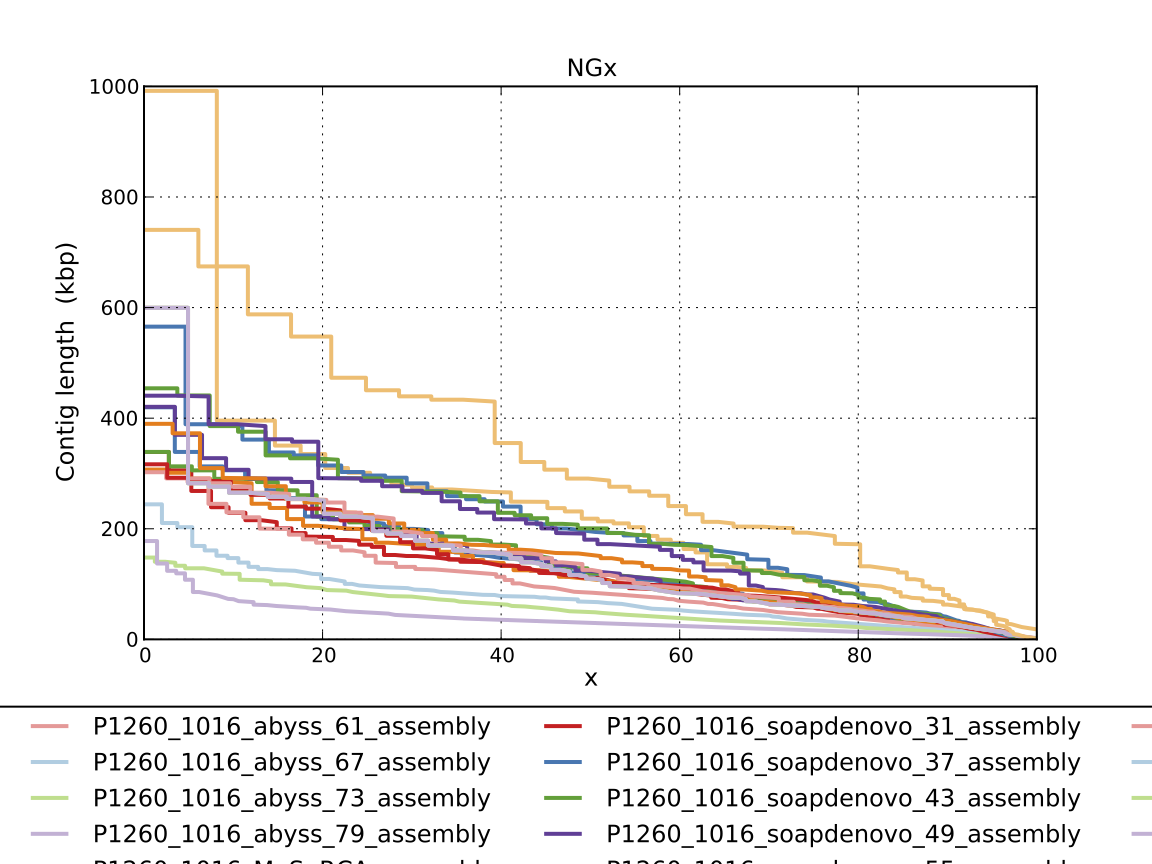 NGx
1000
800
600
400
200
0
Contig length (kbp)
0 20 40 60 80 100
x
P1260_1016_abyss_61_assembly P1260_1016_soapdenovo_31_assembly
P1260_1016_abyss_67_assembly P1260_1016_soapdenovo_37_assembly
P1260_1016_abyss_73_assembly P1260_1016_soapdenovo_43_assembly
P1260_1016_abyss_79_assembly P1260_1016_soapdenovo_49_assembly